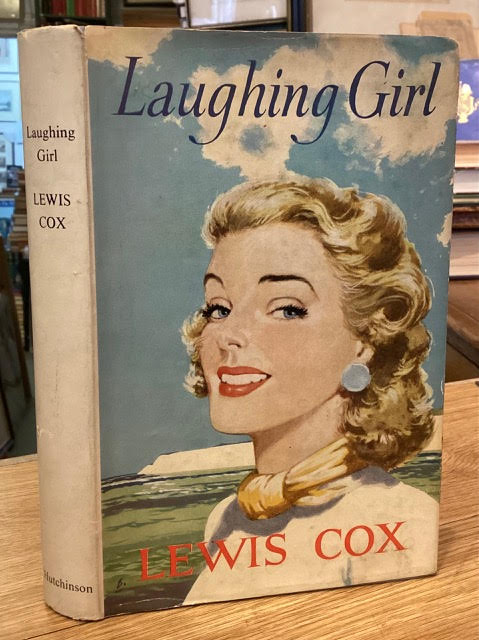 Laughing
Girl
LEWIS
COX
Hutchinson
Laughing Girl
LEWIS COX